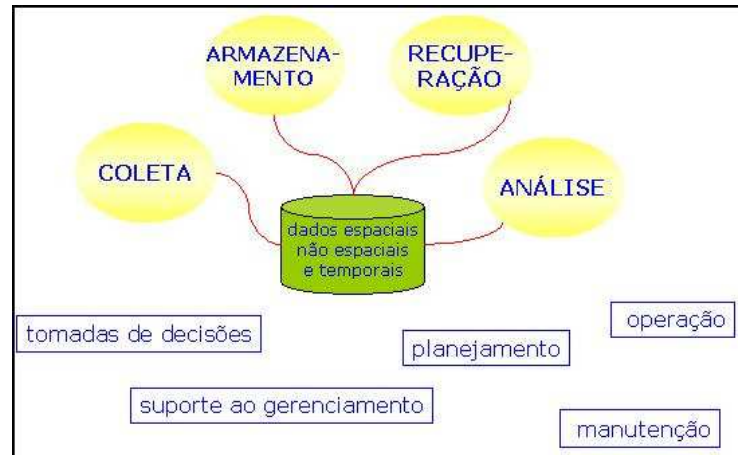 ARMAZENA-
MENTO
RECUPE-
RAÇÃO
COLETA
ANÁLISE
dados espaciais
não espaciais
e temporais
tomadas de decisões
planejamento
operação
suporte ao gerenciamento
manutenção